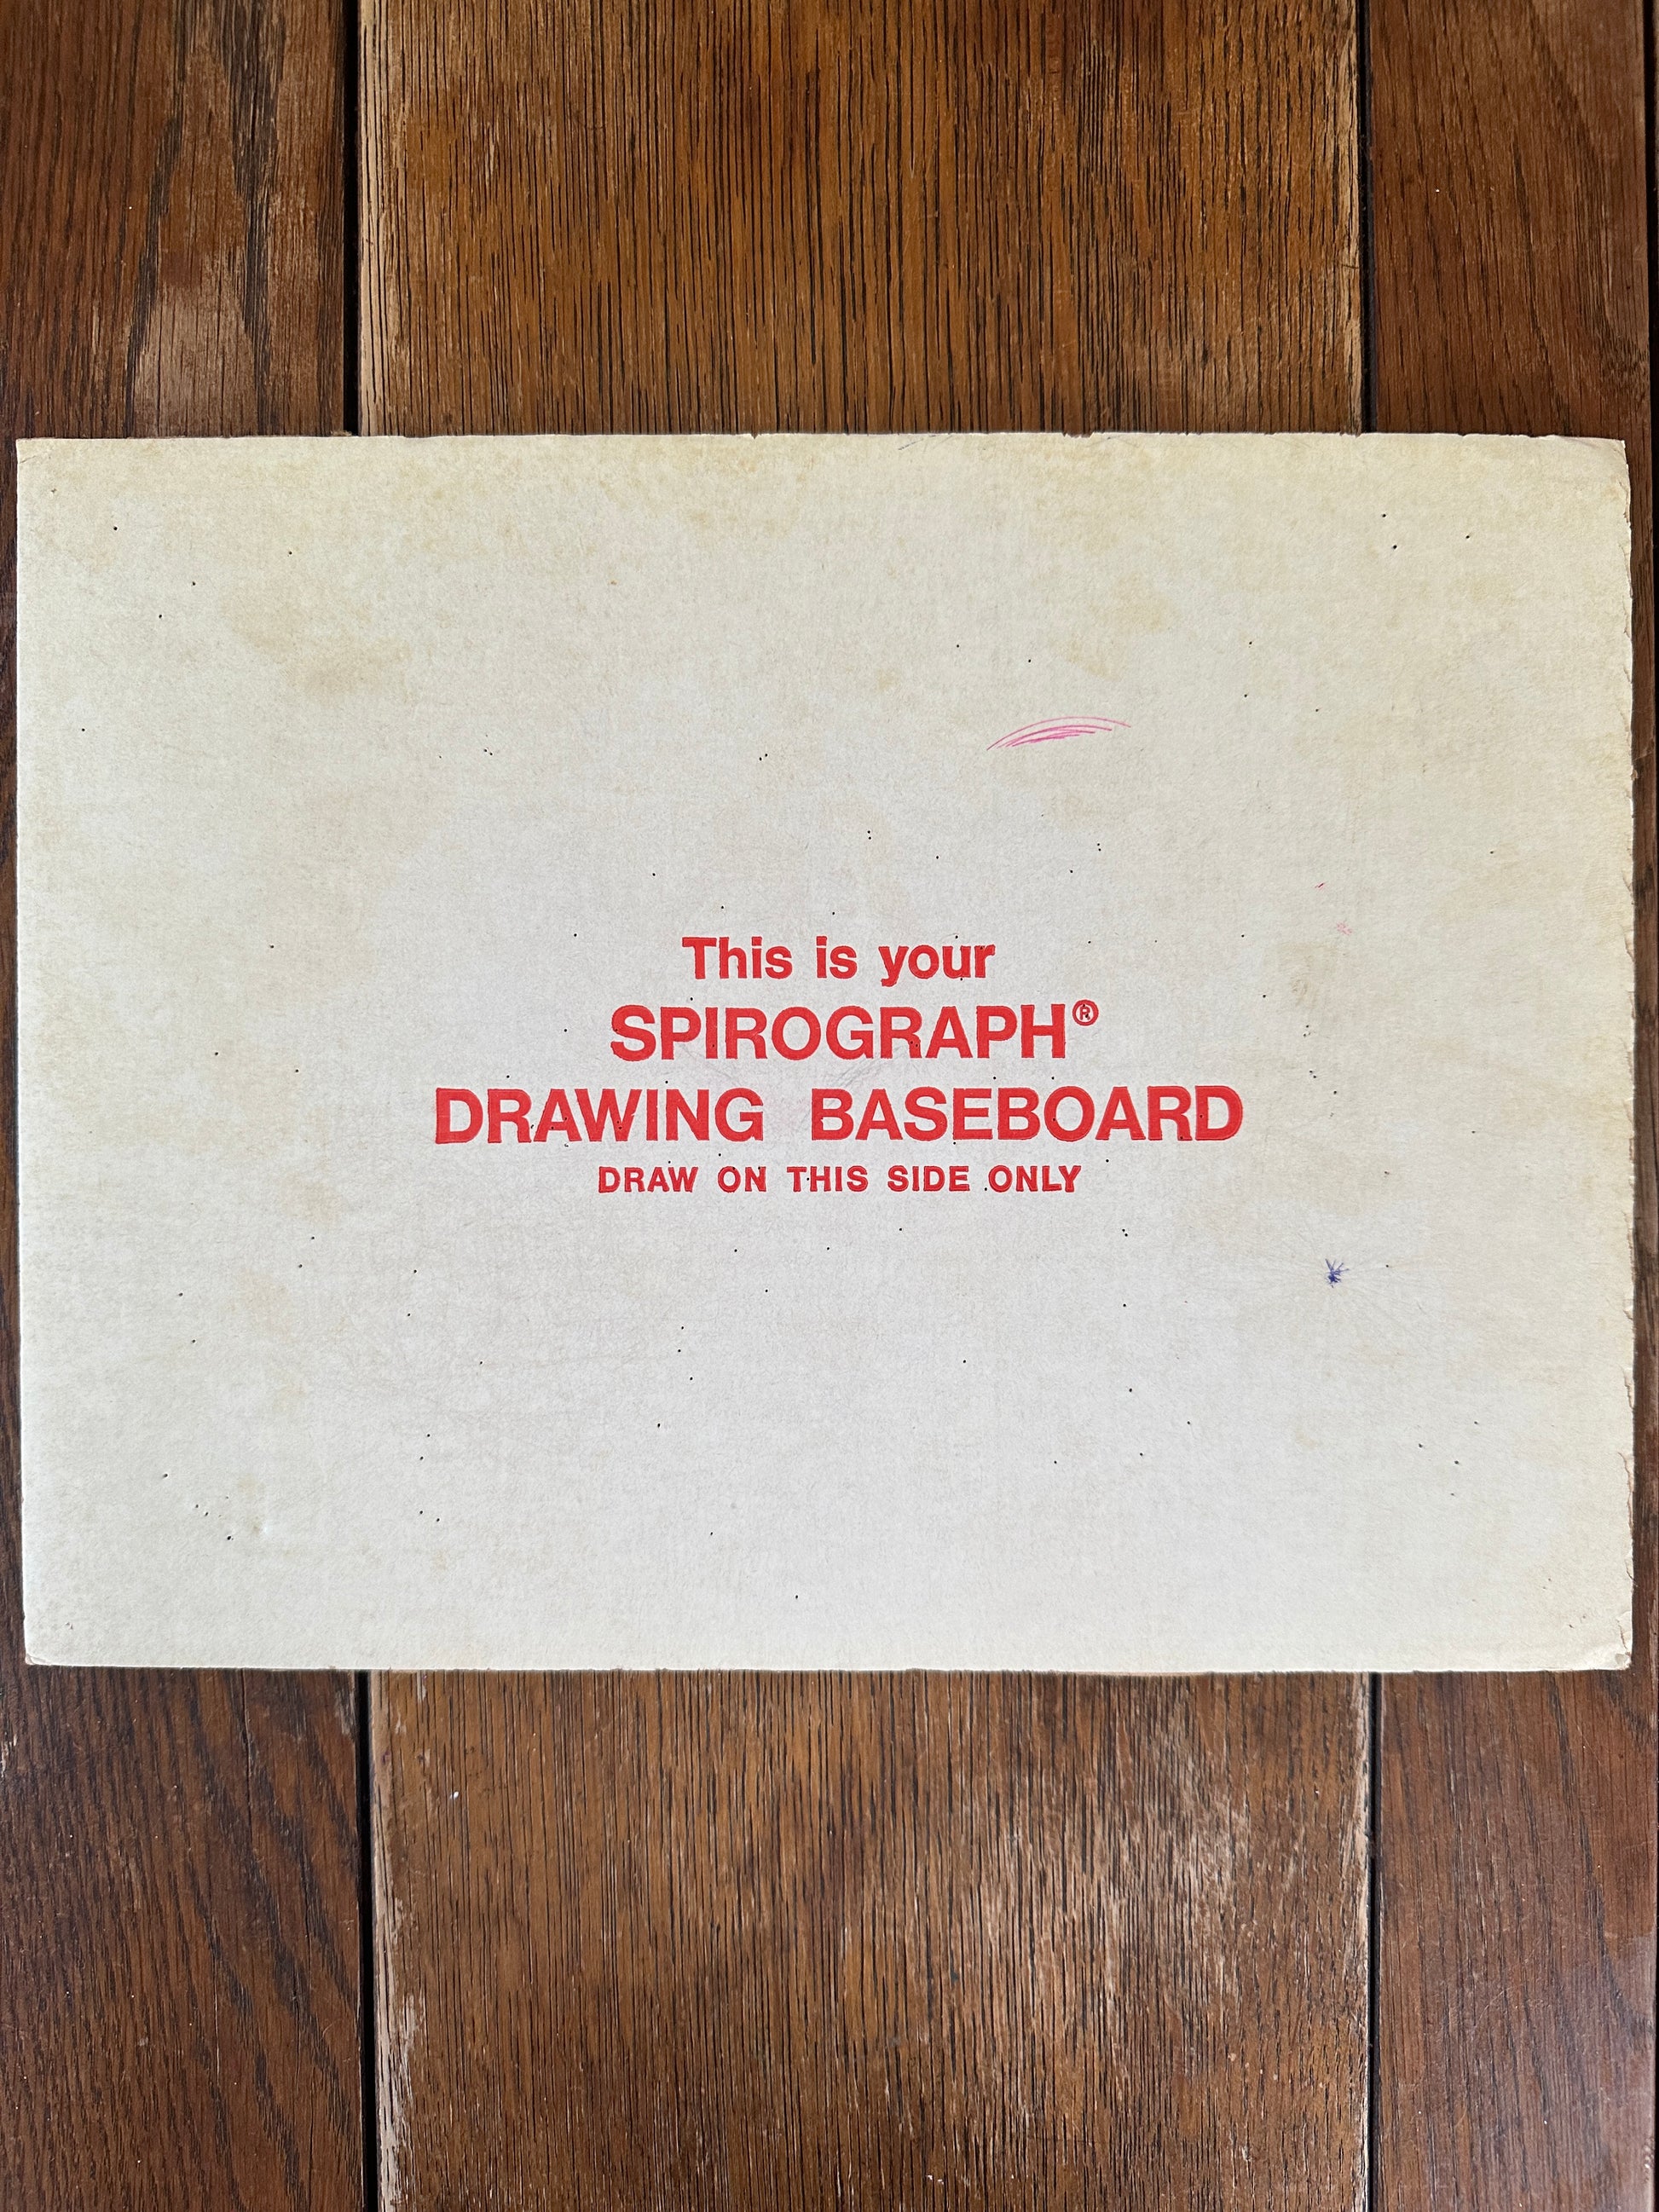 This is your
SPIROGRAPH®
DRAWING BASEBOARD
DRAW ON THIS SIDE ONLY